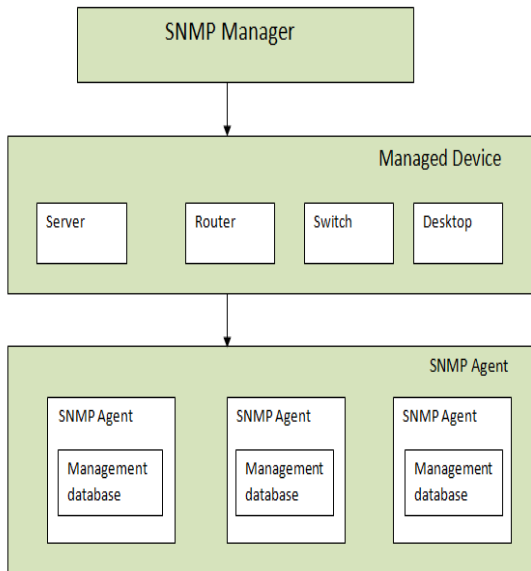 SNMP Manager
Managed Device
Server
Router
Switch
Desktop
SNMP Agent
SNMP Agent
Management
database
SNMP Agent
Management
database
SNMP Agent
Management
database